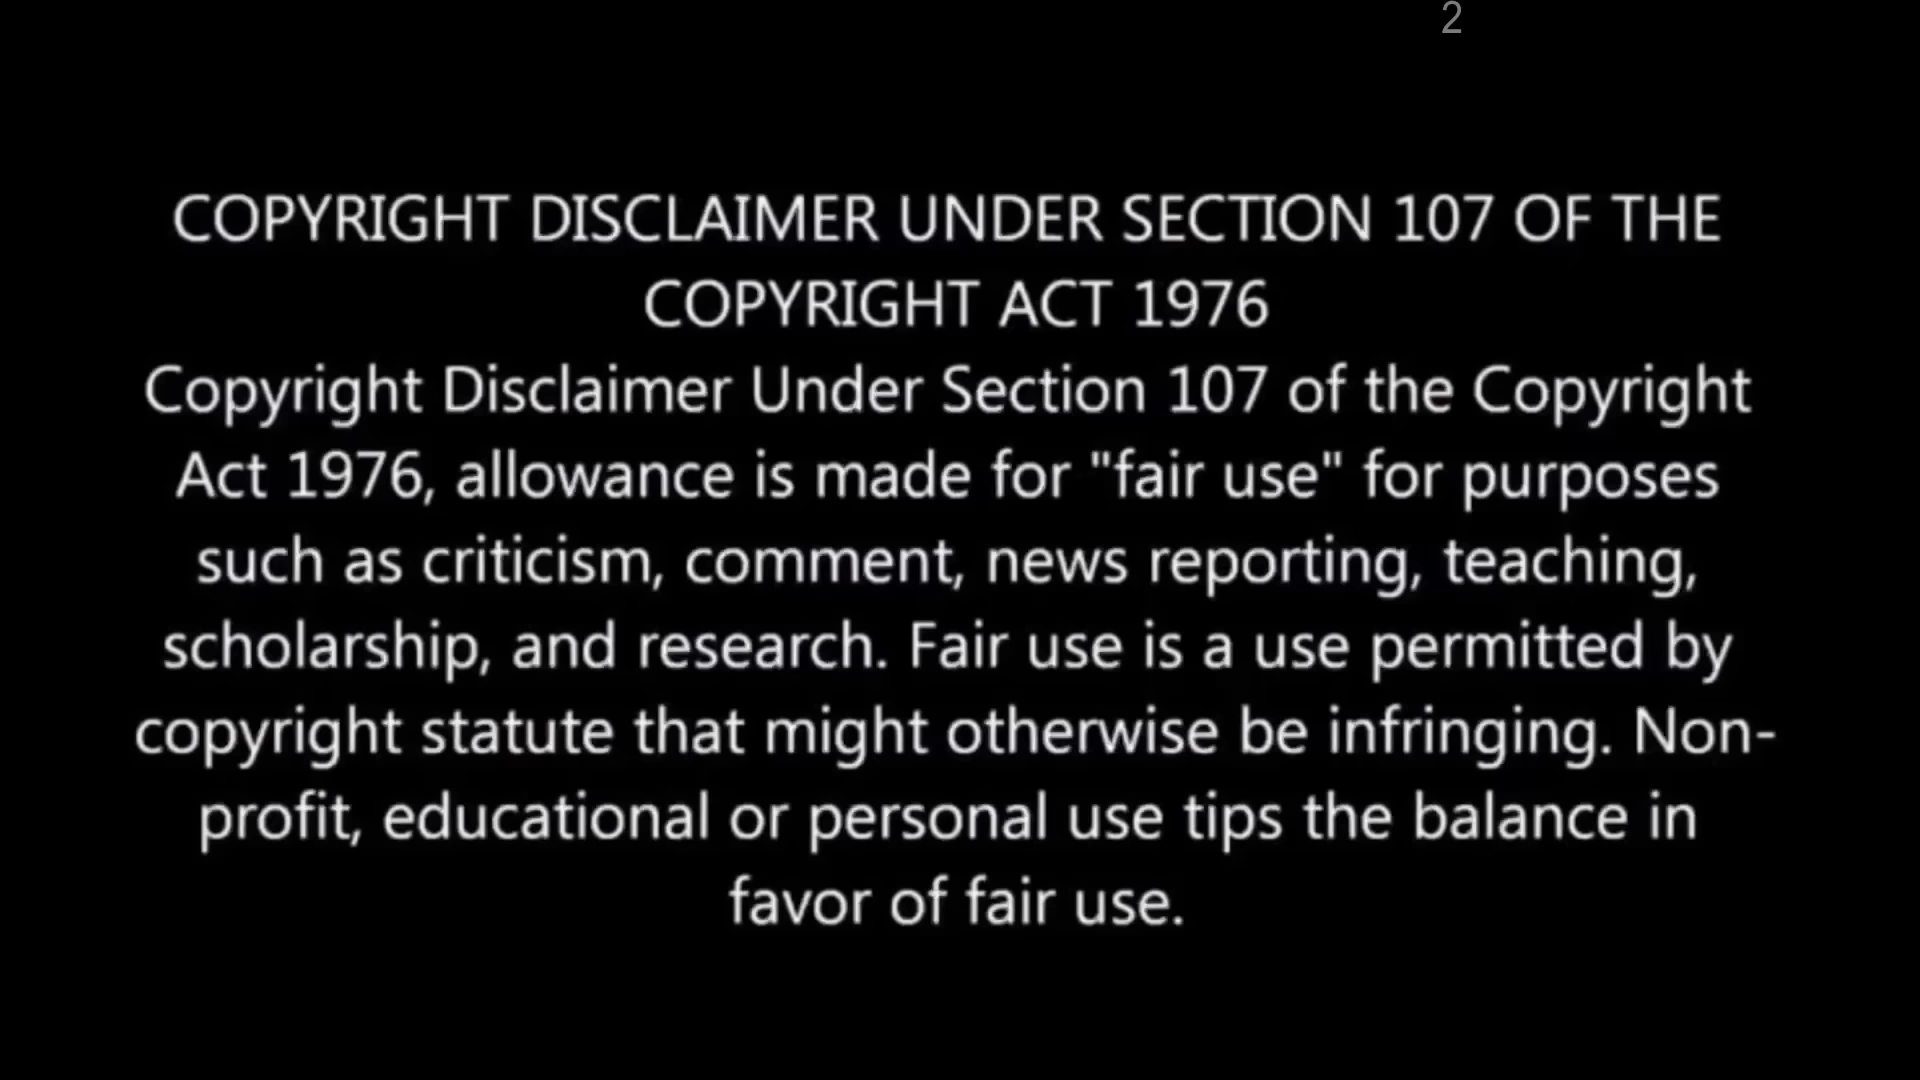 2
COPYRIGHT DISCLAIMER UNDER SECTION 107 OF THE
COPYRIGHT ACT 1976
Copyright Disclaimer Under Section 107 of the Copyright
Act 1976, allowance is made for "fair use" for purposes
such as criticism, comment, news reporting, teaching,
scholarship, and research. Fair use is a use permitted by
copyright statute that might otherwise be infringing. Non-
profit, educational or personal use tips the balance in
favor of fair use.